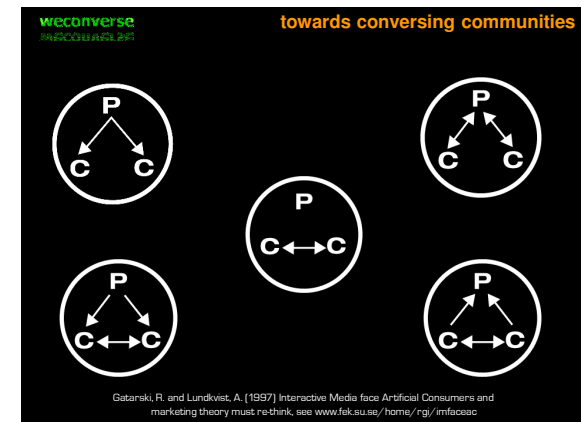 weconverse
towards conversing communities
P
C C
P
C C
P
C C
P
C C
P
C C
Gatarski, R. and Lundkvist, A. (1997) Interactive Media face Artificial Consumers and
marketing theory must re-think, see www.fek.su.se/home/rgj/imfaceac